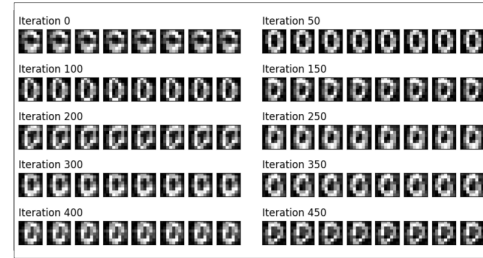 Iteration 0
Iteration 50
Iteration 100
Iteration 150
Iteration 200
Iteration 250
Iteration 300
Iteration 350
Iteration 400
Iteration 450